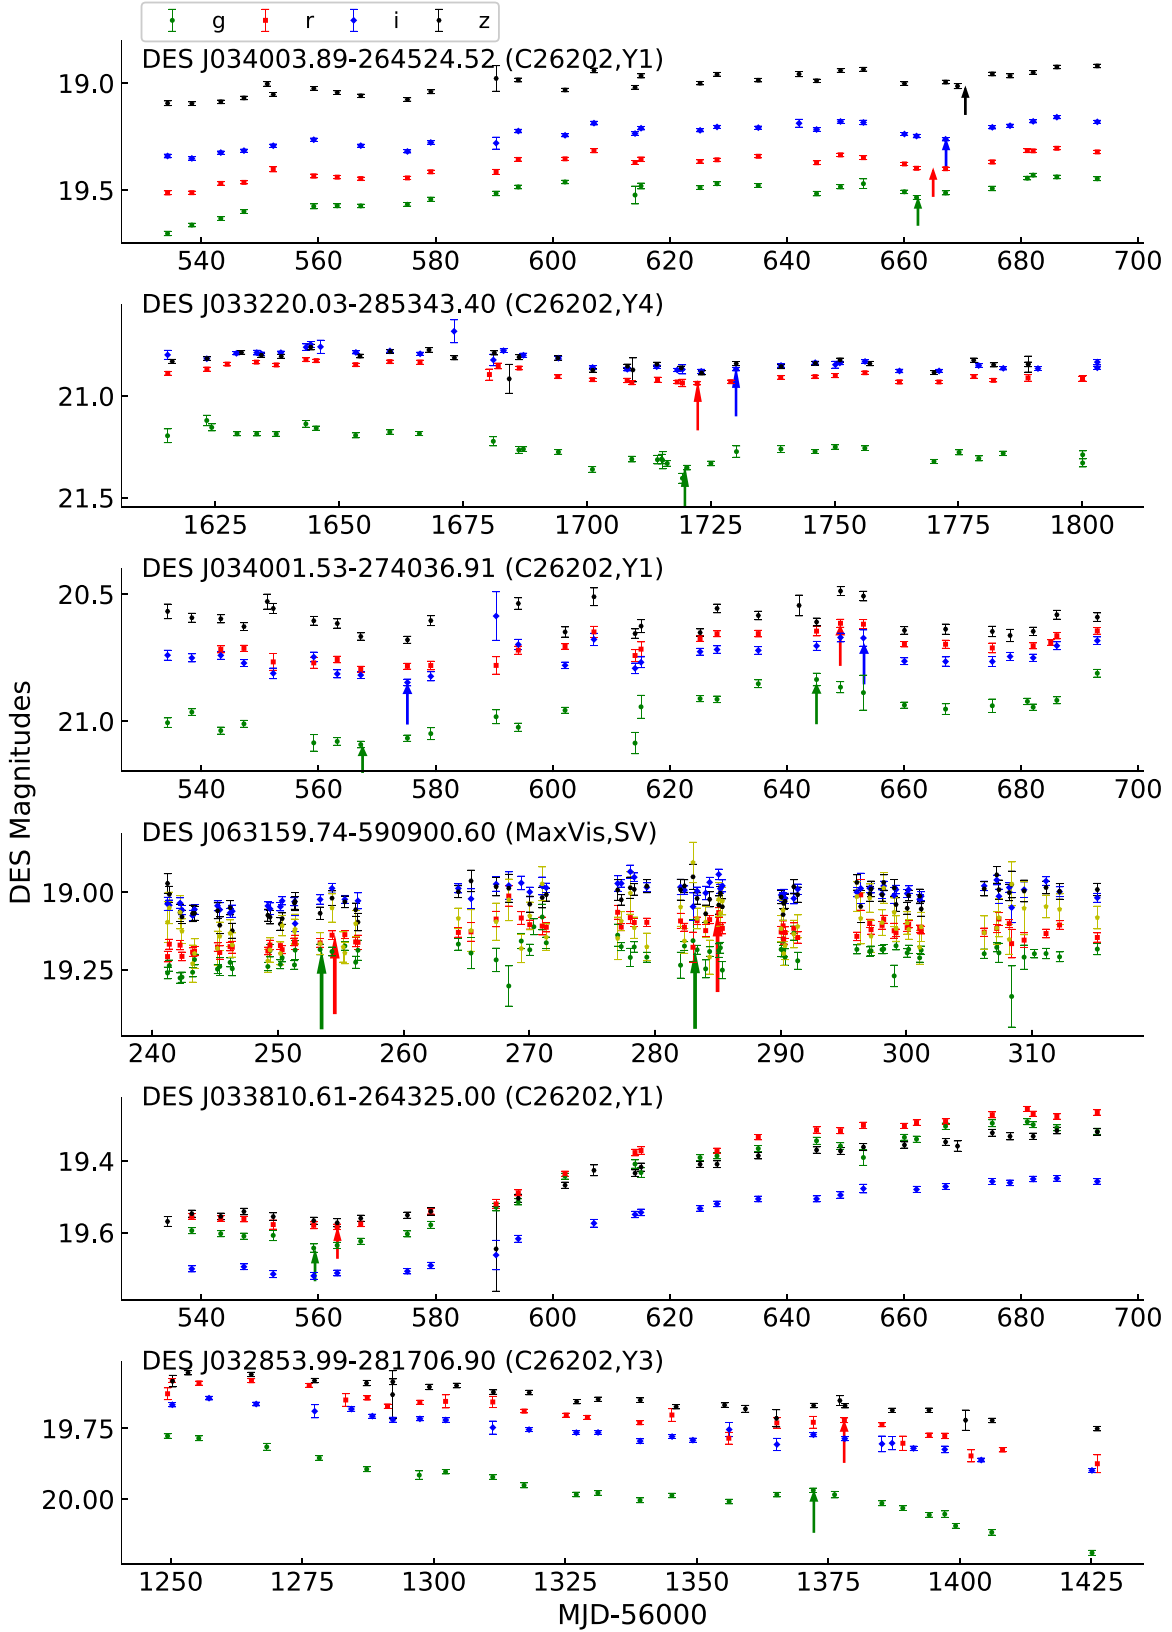 g r i z
DES J034003.89-264524.52 (C26202,Y1)
19.0
19.5
540 560 580 600 620 640 660 680 700
DES J033220.03-285343.40 (C26202,Y4)
21.0
21.5
1625 1650 1675 1700 1725 1750 1775 1800
DES J034001.53-274036.91 (C26202,Y1)
20.5
21.0
540 560 580 600 620 640 660 680 700
DES Magnitudes
DES J063159.74-590900.60 (MaxVis,SV)
19.00
19.25
240 250 260 270 280 290 300 310
DES J033810.61-264325.00 (C26202,Y1)
19.4
19.6
540 560 580 600 620 640 660 680 700
DES J032853.99-281706.90 (C26202,Y3)
19.75
20.00
1250 1275 1300 1325 1350 1375 1400 1425
MJD-56000